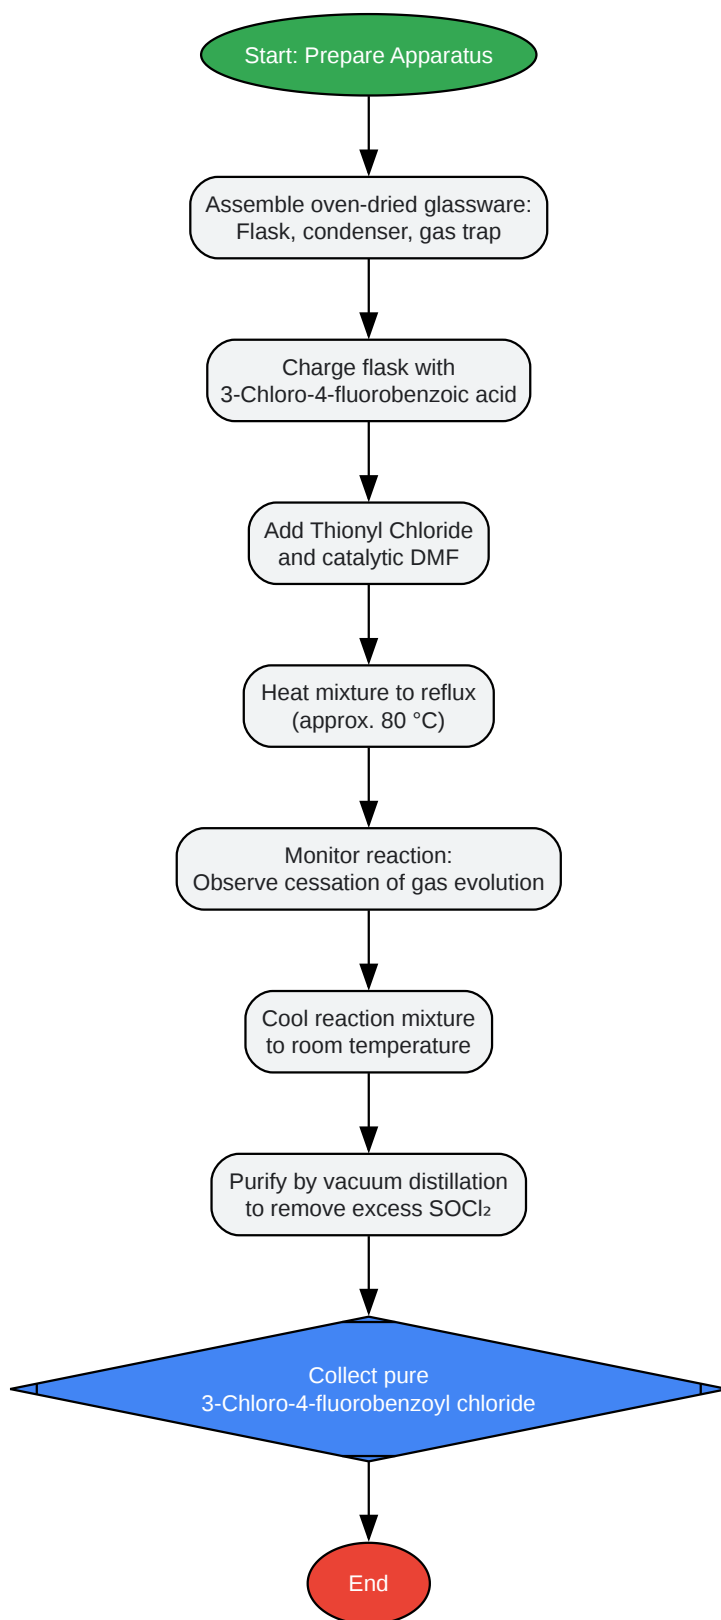 Start: Prepare Apparatus
Assemble oven-dried glassware:
Flask, condenser, gas trap
Charge flask with
3-Chloro-4-fluorobenzoic acid
Add Thionyl Chloride
and catalytic DMF
Heat mixture to reflux
(approx. 80 °C)
Monitor reaction:
Observe cessation of gas evolution
Cool reaction mixture
to room temperature
Purify by vacuum distillation
to remove excess SOCl₂
Collect pure
3-Chloro-4-fluorobenzoyl chloride
End